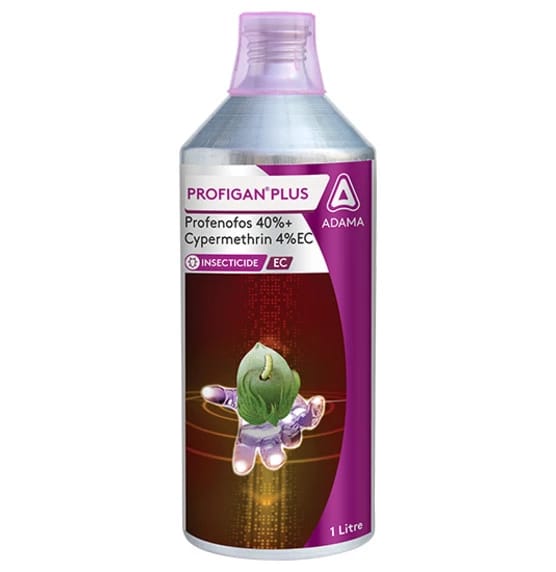 PROFIGAN® PLUS
ADAMA
Profenofos 40%+
Cypermethrin 4%EC
INSECTICIDE EC
1 Litre